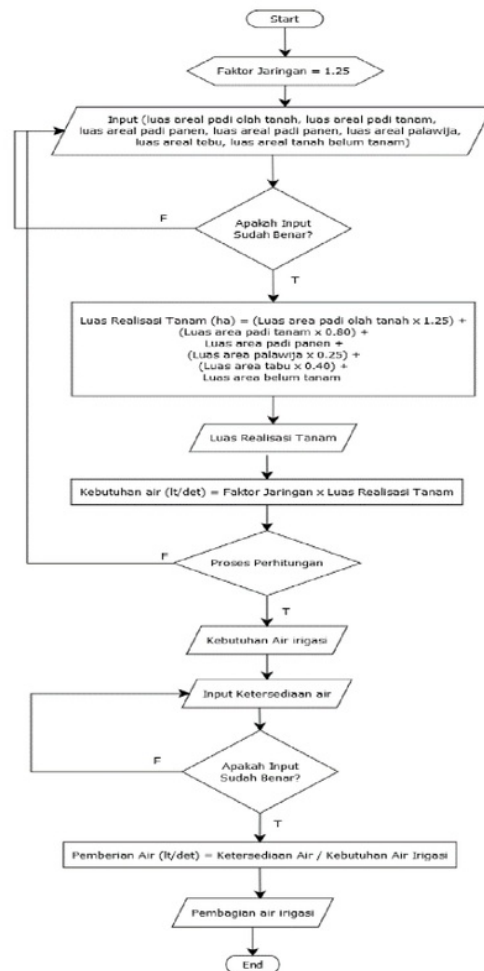 Start
Faktor Jaringan = 1.25
Input (luas areal padi olah tanah, luas areal padi tanam,
luas areal padi panen, luas areal padi panen, luas areal palawija,
luas areal tebu, luas areal tanah belum tanam)
F
Apakah Input
Sudah Benar?
T
Luas Realisasi Tanam (ha) = (Luas area padi olah tanah x 1.25) +
(Luas area padi tanam x 0.80) +
Luas area padi panen +
(Luas area palawija x 0.25) +
(Luas area tabu x 0.40) +
Luas area belum tanam
Luas Realisasi Tanam
Kebutuhan air (lt/det) = Faktor Jaringan x Luas Realisasi Tanam
F
Proses Perhitungan
T
Kebutuhan Air irigasi
Input Ketersediaan air
F
Apakah Input
Sudah Benar?
T
Pemberian Air (lt/det) = Ketersediaan Air / Kebutuhan Air Irigasi
Pembagian air irigasi
End